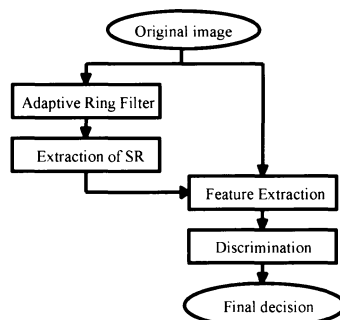 Original image
Adaptive Ring Filter
Extraction of SR
Feature Extraction
Discrimination
Final decision